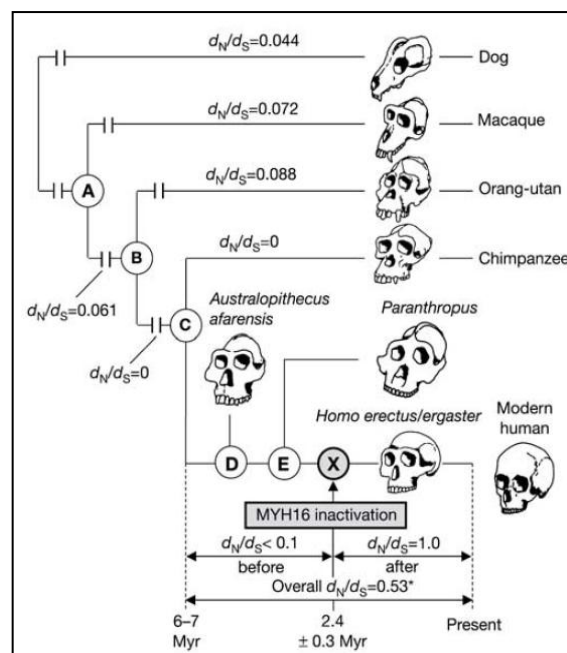 dN/dS=0.044
Dog
dN/dS=0.072
Macaque
A
dN/dS=0.088
Orang-utan
B
dN/dS=0
Chimpanzee
dN/dS=0.061
C
Australopithecus
afarensis
Paranthropus
dN/dS=0
Homo erectus/ergaster
Modern
human
D
E
X
MYH16 inactivation
dN/dS< 0.1
dN/dS=1.0
before
after
Overall dN/dS=0.53*
6–7
Myr
2.4
± 0.3 Myr
Present